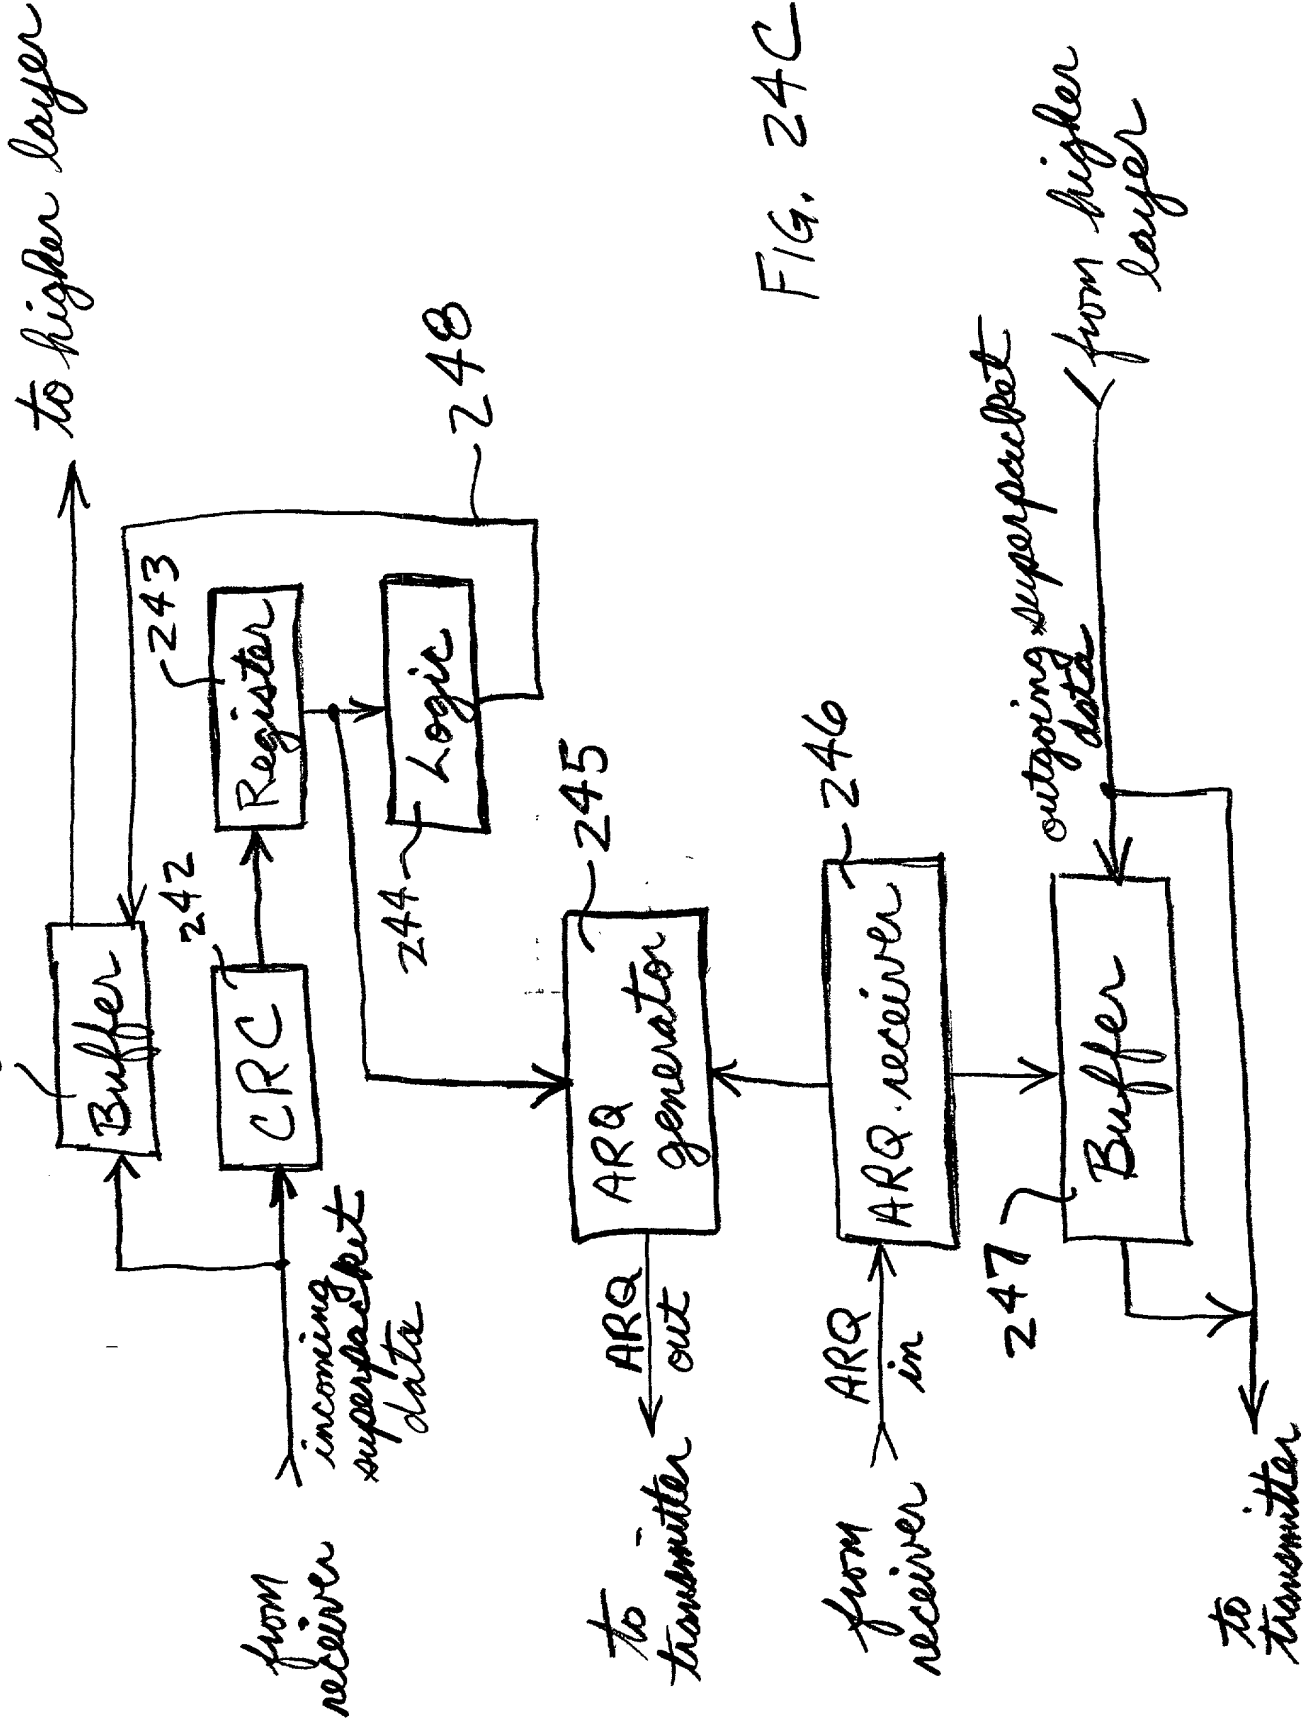 to higher layer
Buffer
242
243
CRC
Register
from
receiver
incoming
superpacket
data
244
Logic
248
to
transmitter
ARQ
out
ARQ
generator
245
FIG. 24C
from
receiver
ARQ
in
ARQ receiver
246
247
Buffer
outgoing superpacket
data
from higher
layer
to
transmitter